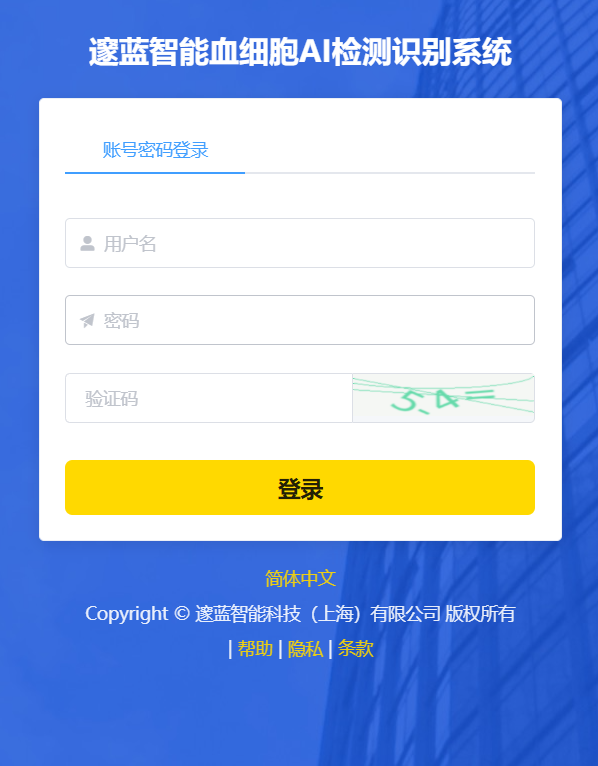 邃蓝智能血细胞AI检测识别系统
账号密码登录
用户名
密码
验证码
登录
简体中文
Copyright © 邃蓝智能科技（上海）有限公司 版权所有
| 帮助 | 隐私 | 条款